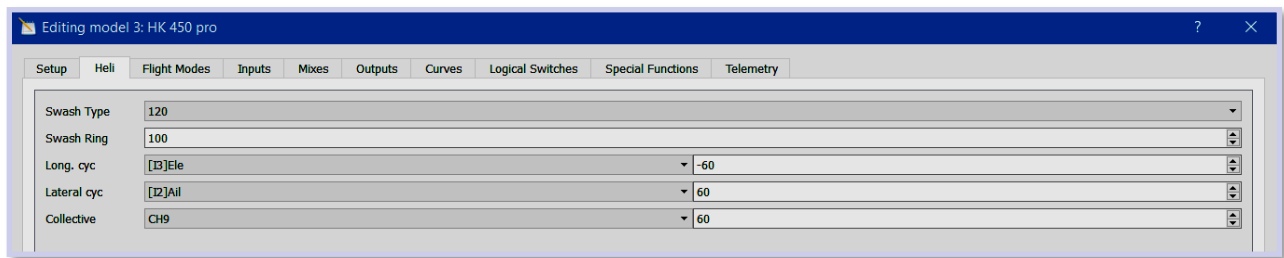 Editing model 3: HK 450 pro ? ×
Setup Heli Flight Modes Inputs Mixes Outputs Curves Logical Switches Special Functions Telemetry
Swash Type 120
Swash Ring 100
Long. cyc [I3]Ele -60
Lateral cyc [I2]Ail 60
Collective CH9 60